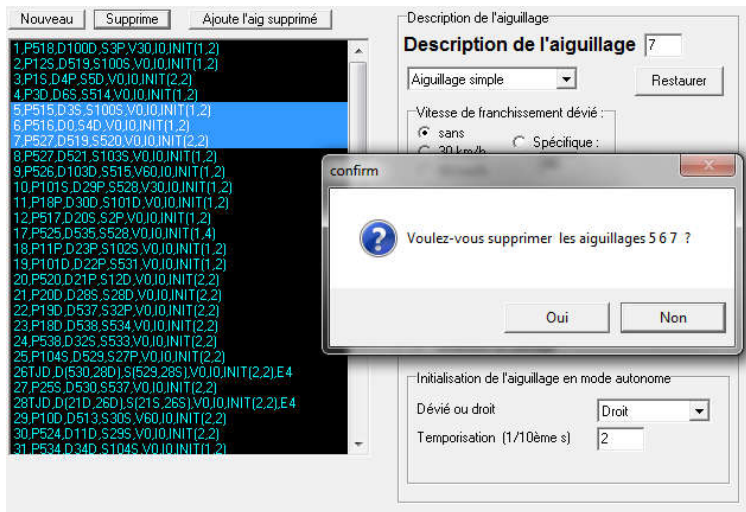 Nouveau
Supprime
Ajoute l'aig supprimé
1,P518,D100D,S3P,V30,I0,INIT(1,2)
2,P12S,D519,S100S,V0,I0,INIT(1,2)
3,P1S,D4P,S5D,V0,I0,INIT(2,2)
4,P3D,D6S,S514,V0,I0,INIT(1,2)
5,P515,D3S,S100S,V0,I0,INIT(1,2)
6,P516,D0,S4D,V0,I0,INIT(1,2)
7,P527,D519,S520,V0,I0,INIT(2,2)
8,P527,D521,S103S,V0,I0,INIT(1,2)
9,P526,D103D,S515,V60,I0,INIT(1,2)
10,P101S,D29P,S528,V30,I0,INIT(1,2)
11,P18P,D30D,S101D,V0,I0,INIT(1,2)
12,P517,D20S,S2P,V0,I0,INIT(1,2)
17,P525,D535,S528,V0,I0,INIT(1,4)
18,P11P,D23P,S102S,V0,I0,INIT(1,2)
19,P101D,D22P,S531,V0,I0,INIT(1,2)
20,P520,D21P,S12D,V0,I0,INIT(2,2)
21,P20D,D28S,S28D,V0,I0,INIT(2,2)
22,P19D,D537,S32P,V0,I0,INIT(2,2)
23,P18D,D538,S534,V0,I0,INIT(2,2)
24,P538,D32S,S533,V0,I0,INIT(2,2)
25,P104S,D529,S27P,V0,I0,INIT(2,2)
26TJD,D(530,28D),S(529,28S),V0,I0,INIT(2,2),E4
27,P25S,D530,S537,V0,I0,INIT(2,2)
28TJD,D(21D,26D),S(21S,26S),V0,I0,INIT(2,2),E4
29,P10D,D513,S30S,V60,I0,INIT(2,2)
30,P524,D11D,S29S,V0,I0,INIT(2,2)
31,P534,D34D,S104S,V0,I0,INIT(1,2)
Description de l'aiguillage
Description de l'aiguillage 7
Aiguillage simple
Restaurer
Vitesse de franchissement dévié :
sans
Spécifique :
30 km/h
confirm
Voulez-vous supprimer les aiguillages 5 6 7 ?
Oui
Non
Initialisation de l'aiguillage en mode autonome
Dévié ou droit
Droit
Temporisation (1/10ème s)
2